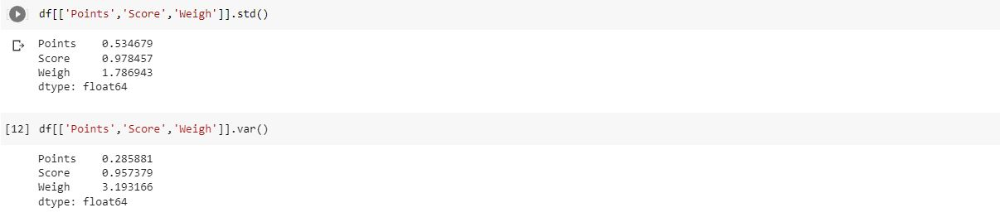 df[['Points','Score','Weigh']].std()
Points    0.534679
Score     0.978457
Weigh     1.786943
dtype: float64
[12] df[['Points','Score','Weigh']].var()
Points    0.285881
Score     0.957379
Weigh     3.193166
dtype: float64